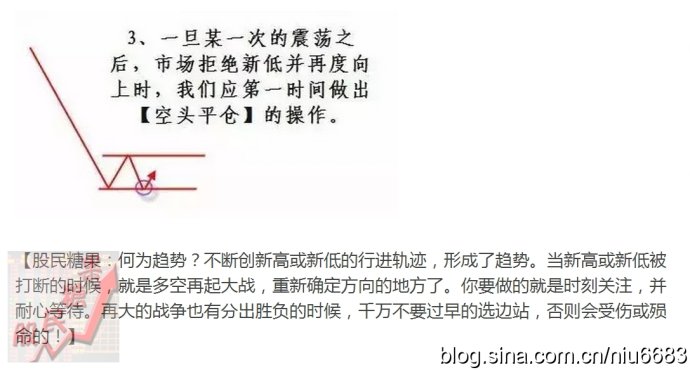 3、一旦某一次的震荡之
后，市场拒绝新低并再度向
上时，我们应第一时间做出
【空头平仓】的操作。
【股民糖果：何为趋势？不断创新高或新低的行进轨迹，形成了趋势。当新高或新低被
打断的时候，就是多空再起大战，重新确定方向的地方了。你要做的就是时刻关注，并
耐心等待。再大的战争也有分出胜负的时候，千万不要过早的选边站，否则会受伤或殒
命的！】
blog.sina.com.cn/niu6683